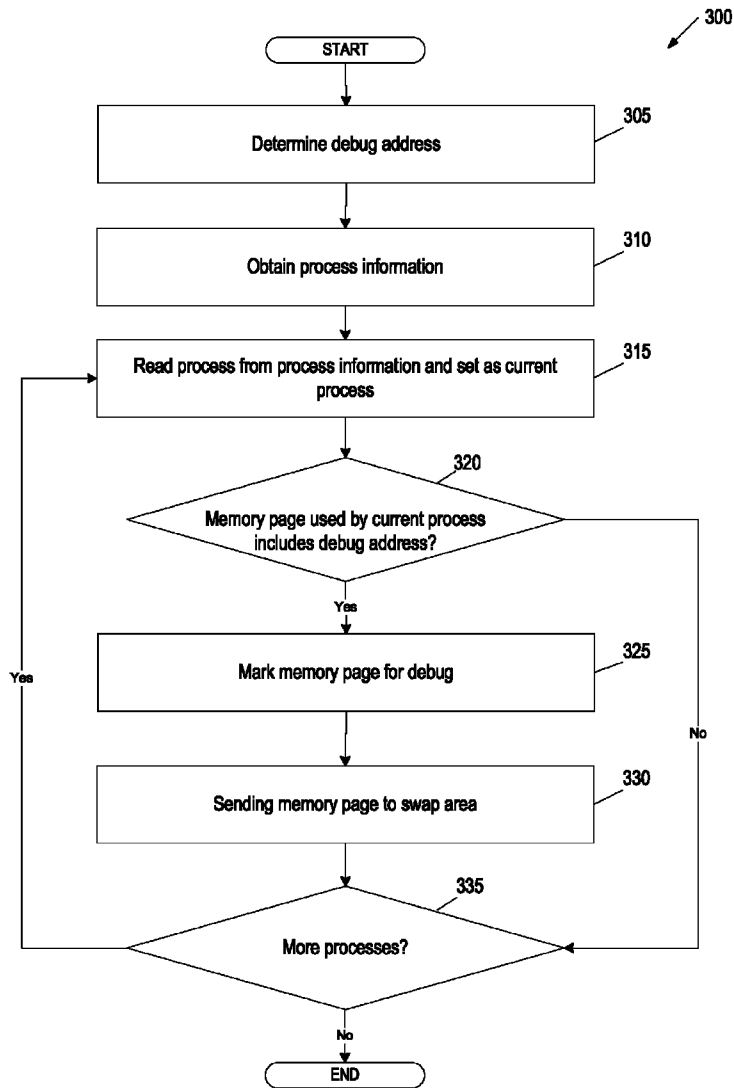 300
START
305
Determine debug address
310
Obtain process information
315
Read process from process information and set as current
process
320
Memory page used by current process
includes debug address?
Yes
325
Mark memory page for debug
Yes
No
330
Sending memory page to swap area
335
More processes?
No
END